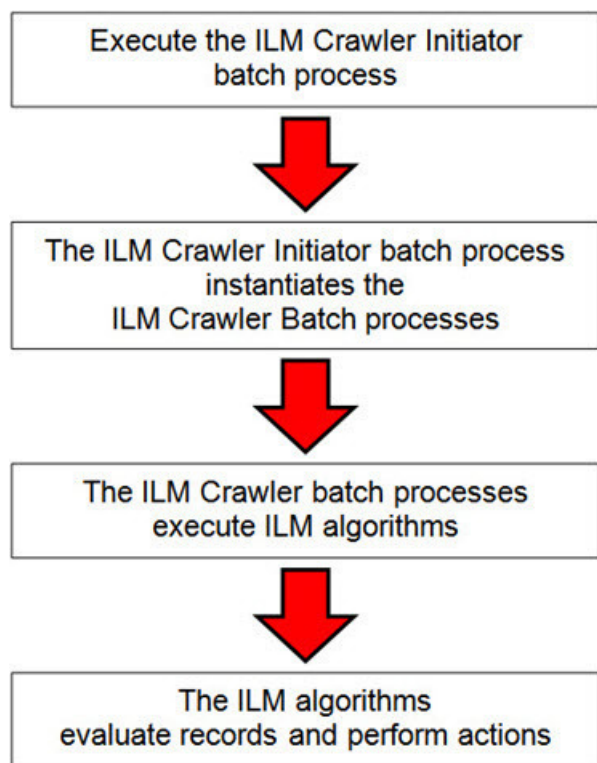 Execute the ILM Crawler Initiator
batch process
The ILM Crawler Initiator batch process
instantiates the
ILM Crawler Batch processes
The ILM Crawler batch processes
execute ILM algorithms
The ILM algorithms
evaluate records and perform actions